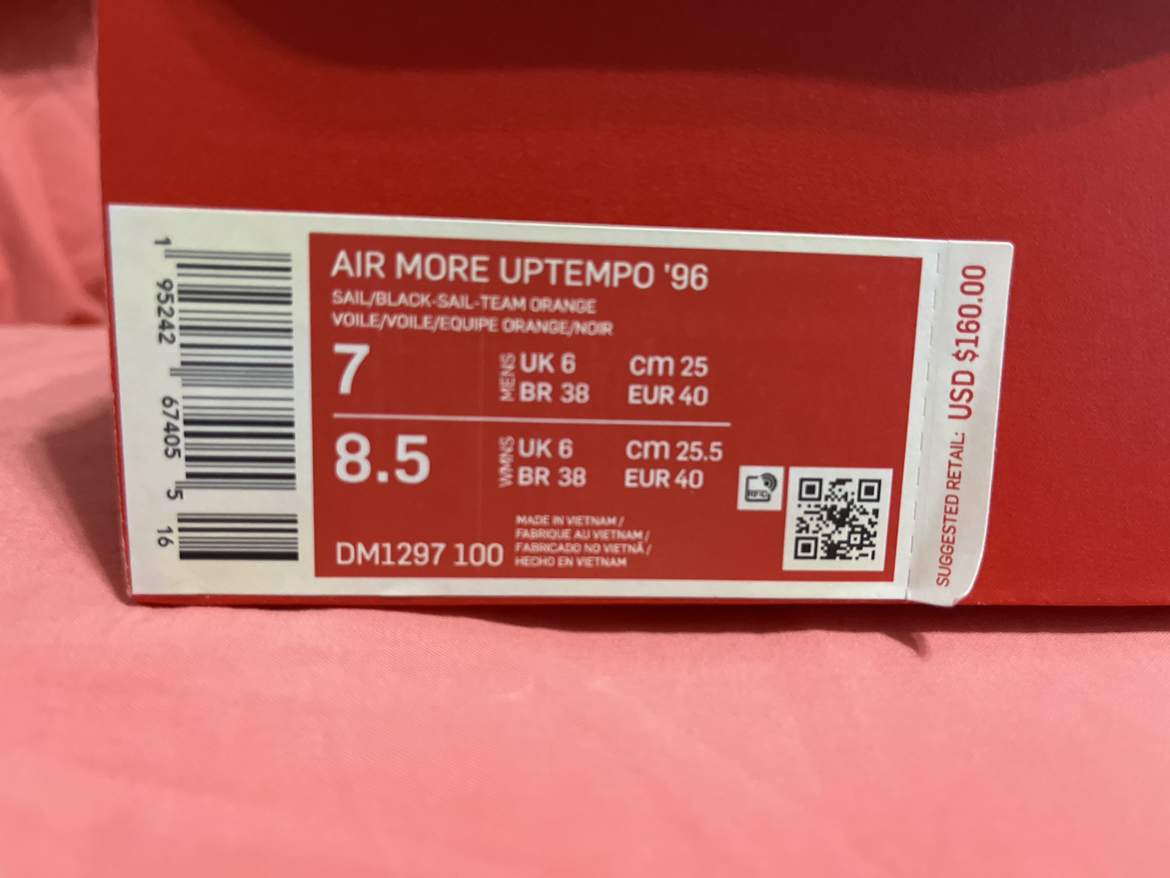 1 95242 67405 5 16
AIR MORE UPTEMPO '96
SAIL/BLACK-SAIL-TEAM ORANGE
VOILE/VOILE/EQUIPE ORANGE/NOIR
7 MENS UK 6 cm 25
BR 38 EUR 40
8.5 WMNS UK 6 cm 25.5
BR 38 EUR 40
RFID
DM1297 100
MADE IN VIETNAM /
FABRIQUE AU VIETNAM /
FABRICADO NO VIETNÃ /
HECHO EN VIETNAM
SUGGESTED RETAIL: USD $160.00